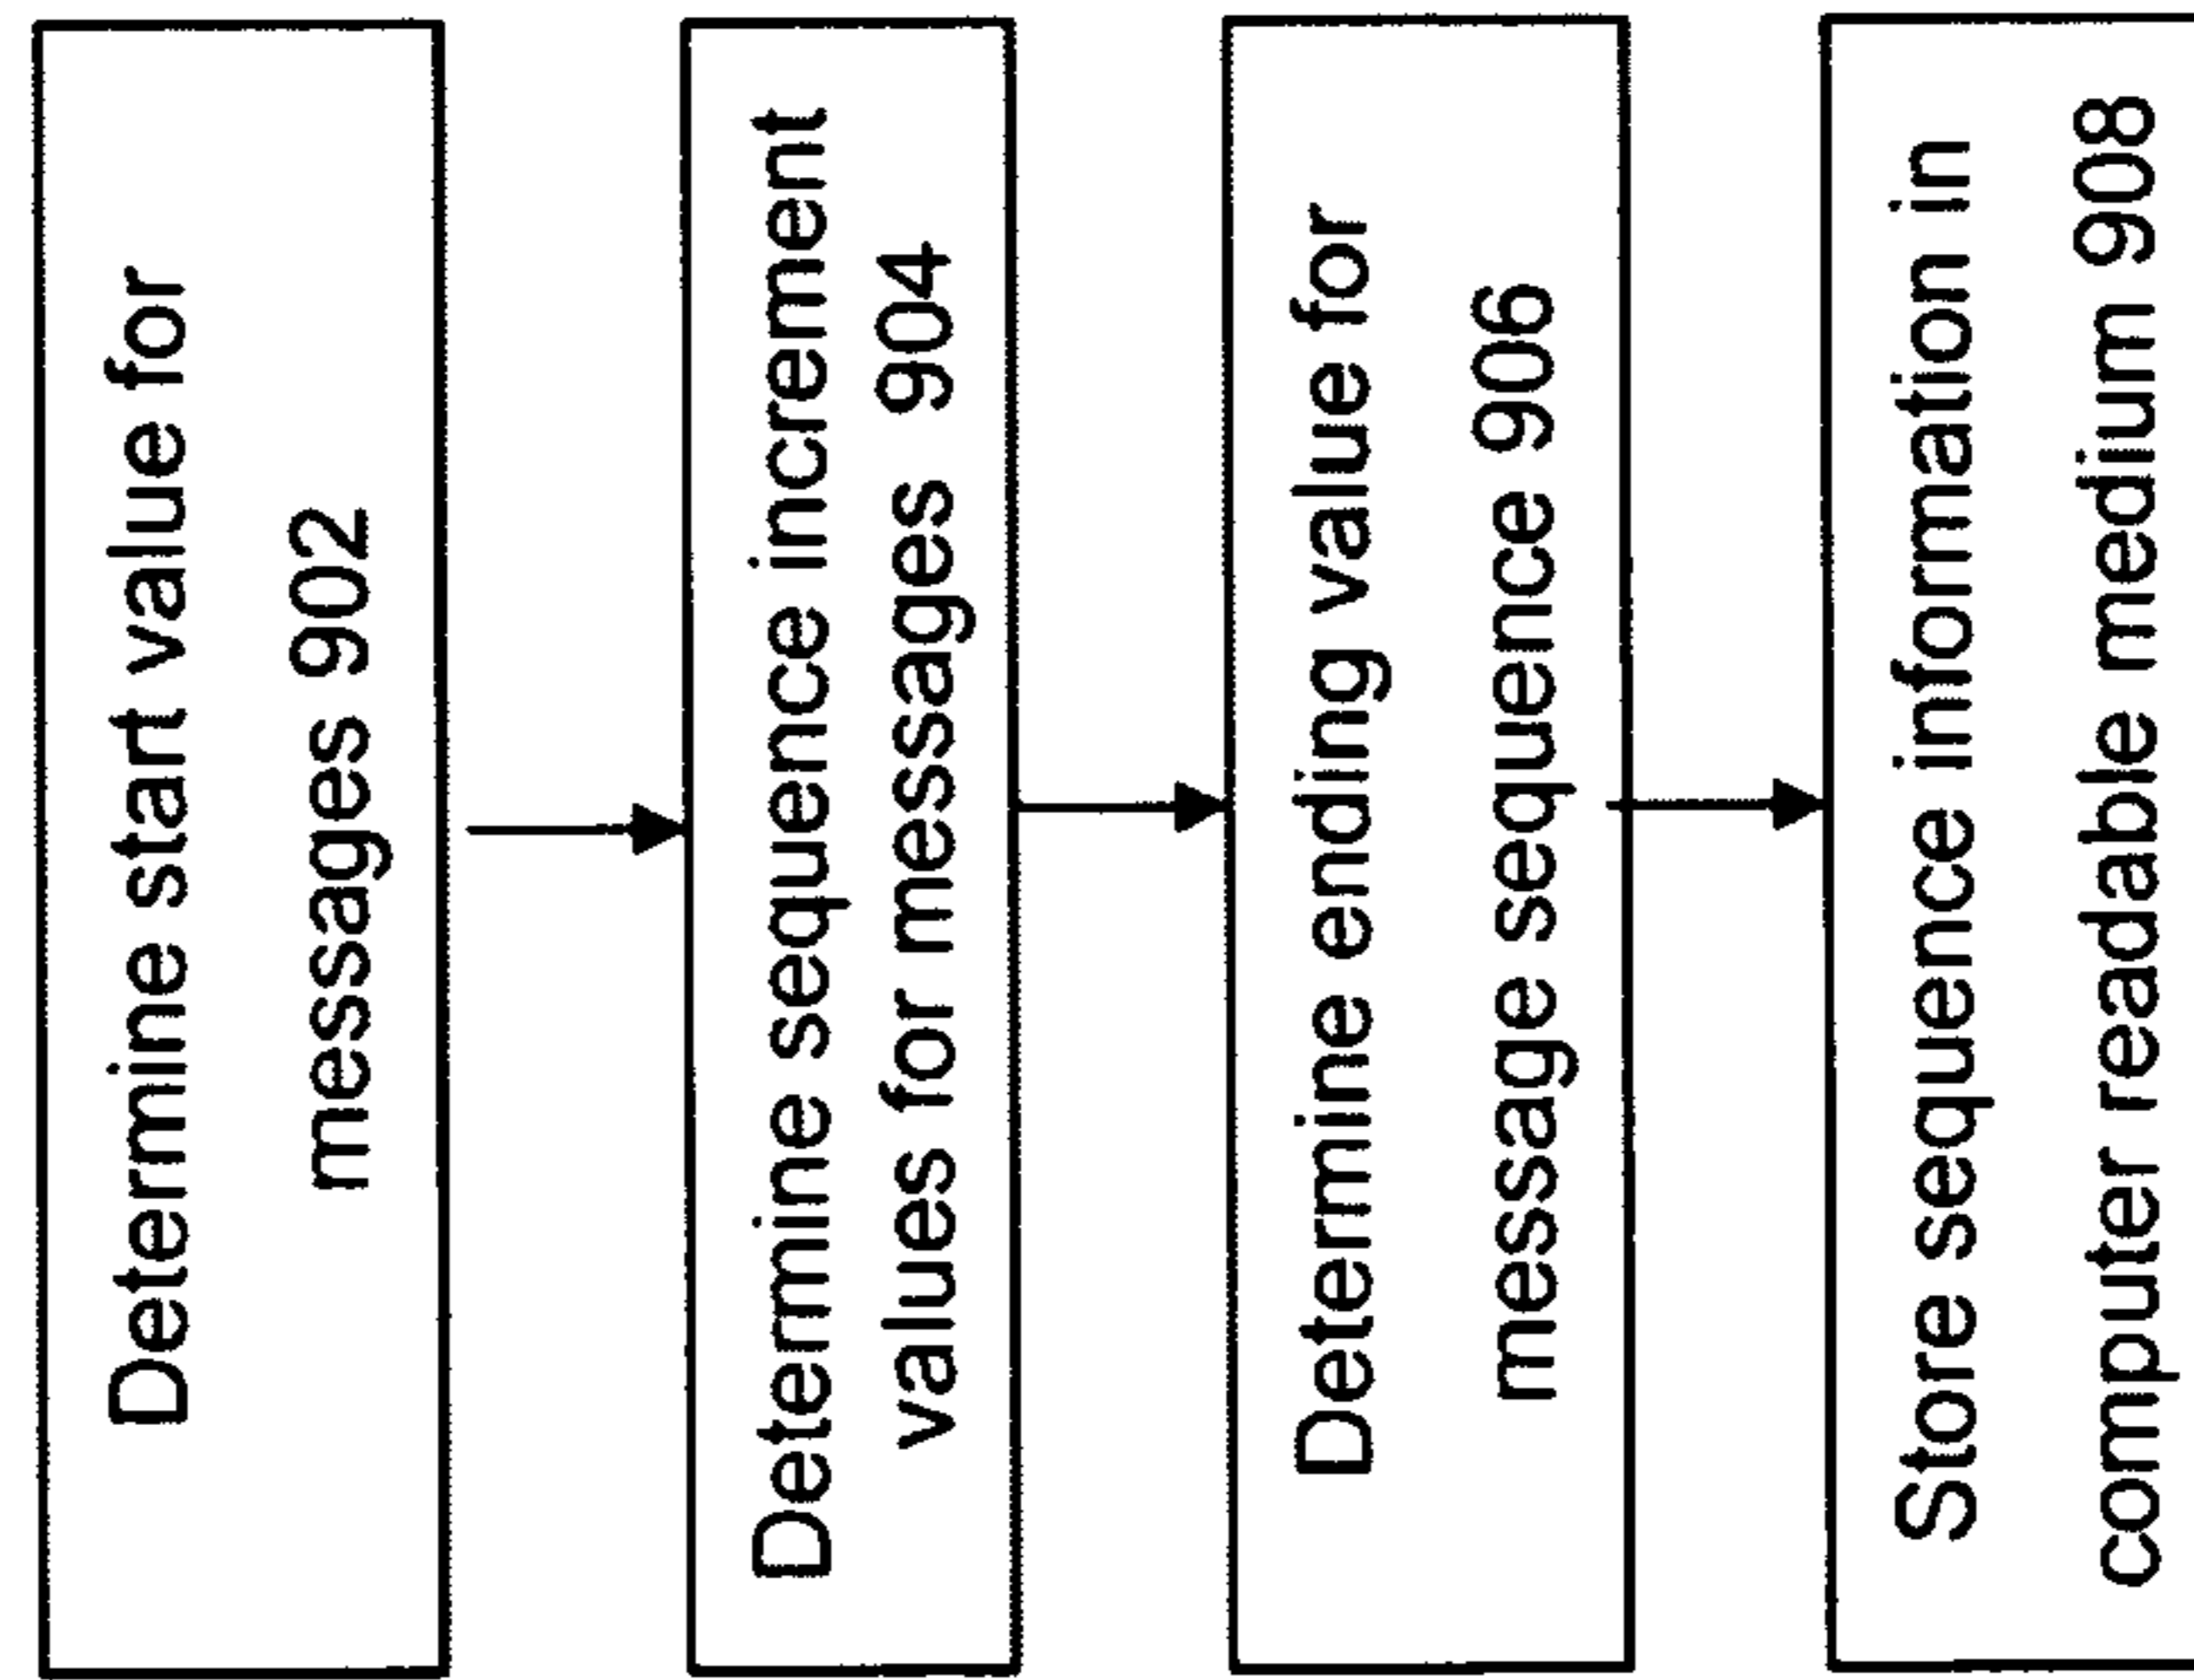 Determine start value for
messages 902
Determine sequence increment
values for messages 904
Determine ending value for
message sequence 906
Store sequence information in
computer readable medium 908